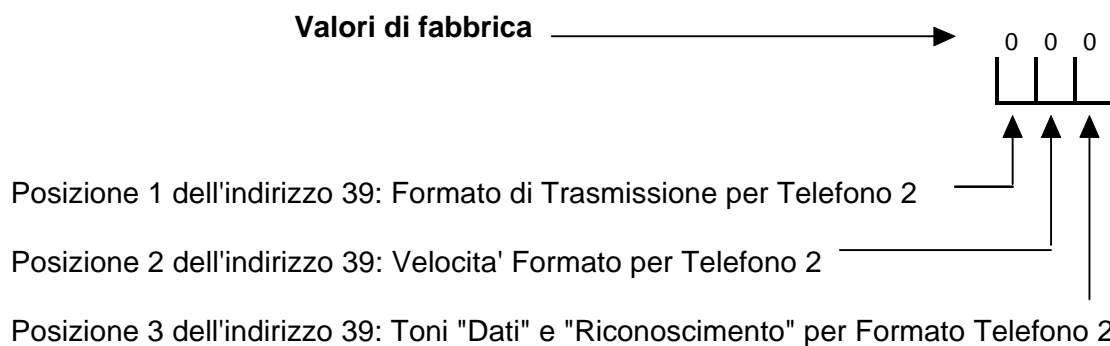 Valori di fabbrica
0 0 0
Posizione 1 dell'indirizzo 39: Formato di Trasmissione per Telefono 2
Posizione 2 dell'indirizzo 39: Velocita' Formato per Telefono 2
Posizione 3 dell'indirizzo 39: Toni "Dati" e "Riconoscimento" per Formato Telefono 2